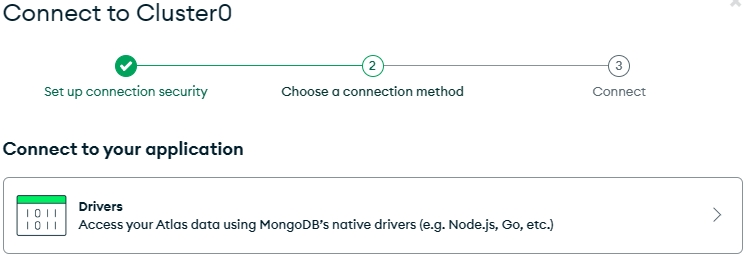 Connect to Cluster0
2
3
Set up connection security
Choose a connection method
Connect
Connect to your application
1011
1011
Drivers
Access your Atlas data using MongoDB's native drivers (e.g. Node.js, Go, etc.)